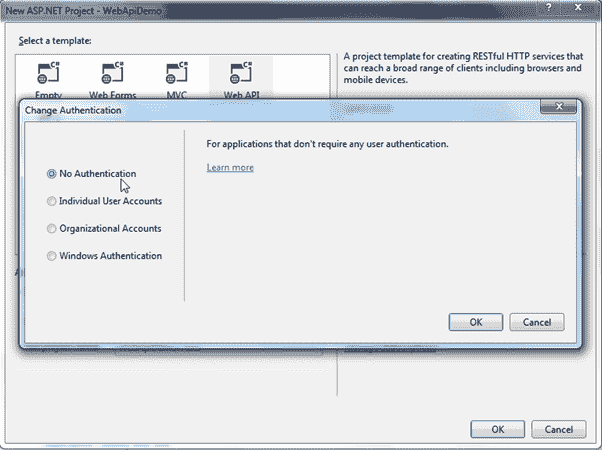 New ASP.NET Project - WebApiDemo
Select a template:
A project template for creating RESTful HTTP services that
can reach a broad range of clients including browsers and
mobile devices.
Empty Web Forms MVC Web API
Change Authentication
For applications that don't require any user authentication.
Learn more
No Authentication
Individual User Accounts
Organizational Accounts
Windows Authentication
OK Cancel
OK Cancel